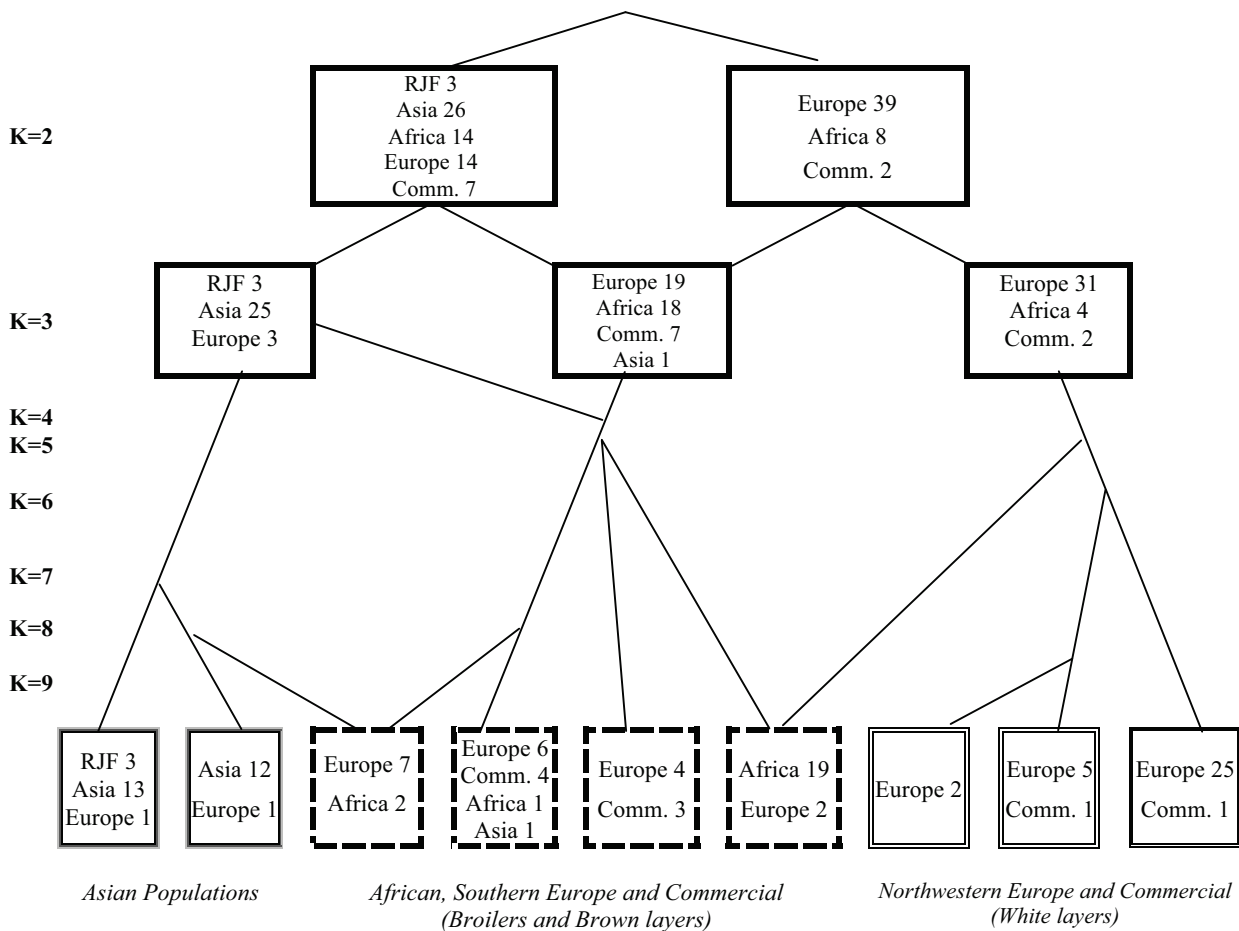 K=2
RJF 3
Asia 26
Africa 14
Europe 14
Comm. 7
Europe 39
Africa 8
Comm. 2
K=3
RJF 3
Asia 25
Europe 3
Europe 19
Africa 18
Comm. 7
Asia 1
Europe 31
Africa 4
Comm. 2
K=4
K=5
K=6
K=7
K=8
K=9
RJF 3
Asia 13
Europe 1
Asia 12
Europe 1
Europe 7
Africa 2
Europe 6
Comm. 4
Africa 1
Asia 1
Europe 4
Comm. 3
Africa 19
Europe 2
Europe 2
Europe 5
Comm. 1
Europe 25
Comm. 1
Asian Populations
African, Southern Europe and Commercial
(Broilers and Brown layers)
Northwestern Europe and Commercial
(White layers)